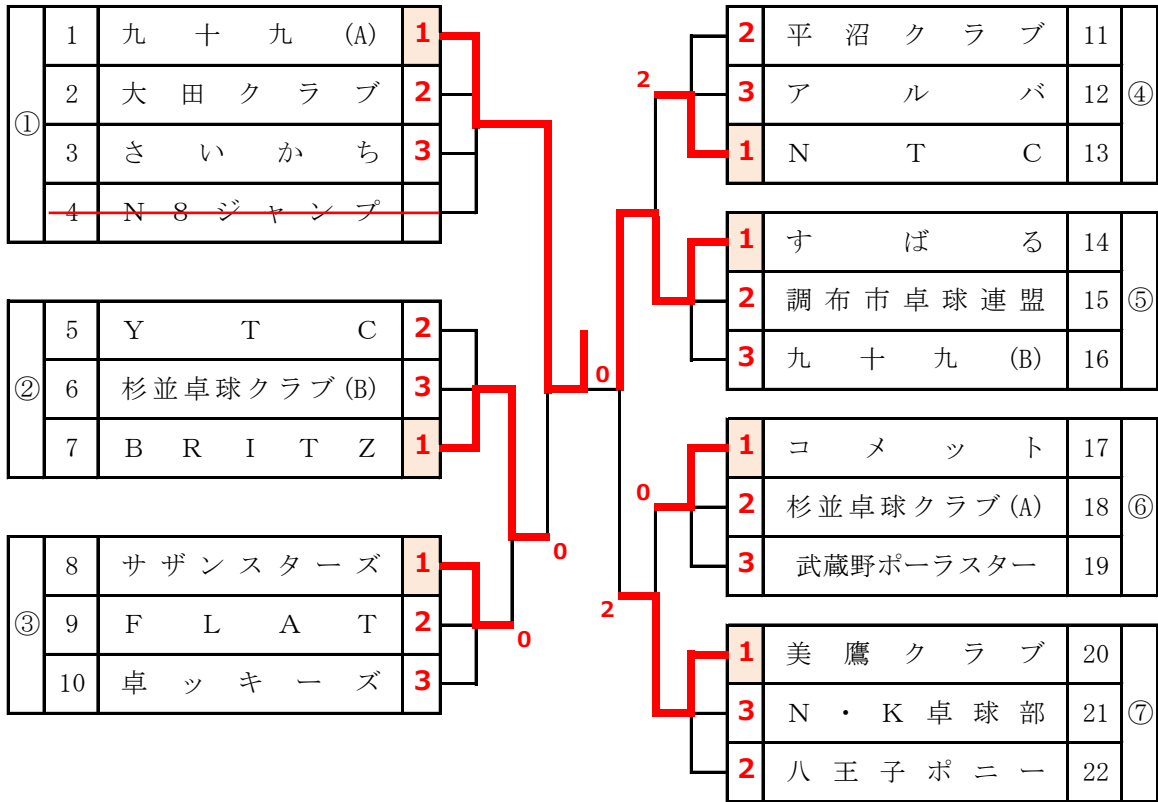 ①
1 九十九(A) 1
2 大田クラブ 2
3 さいかち 3
4 N8ジャンプ
②
5 YTC 2
6 杉並卓球クラブ(B) 3
7 BRITZ 1
③
8 サザンスターズ 1
9 FLAT 2
10 卓ッキーズ 3
0
0
0
2
0
2
④
2 平沼クラブ 11
3 アルバ 12
1 NTC 13
⑤
1 すばる 14
2 調布市卓球連盟 15
3 九十九(B) 16
⑥
1 コメット 17
2 杉並卓球クラブ(A) 18
3 武蔵野ポーラスター 19
⑦
1 美鷹クラブ 20
3 N・K卓球部 21
2 八王子ポニー 22